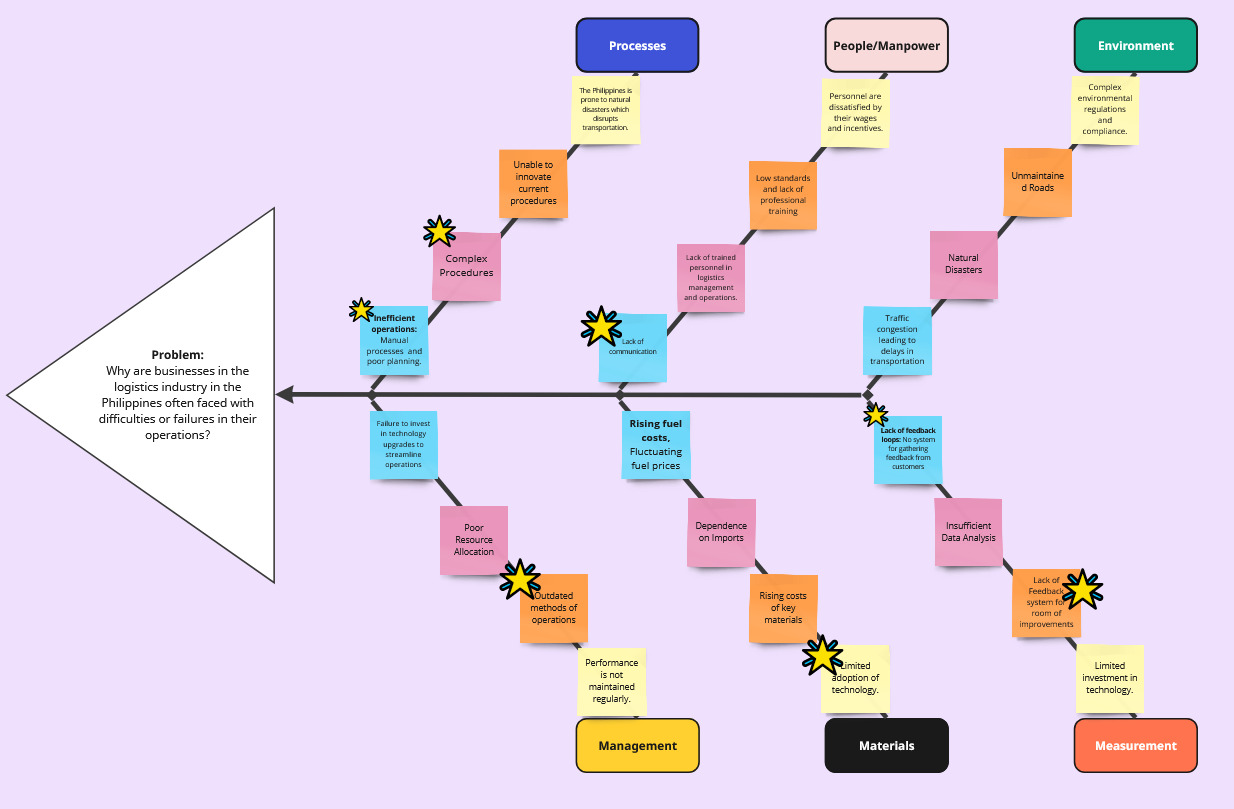 Processes
People/Manpower
Environment
The Philippines is
prone to natural
disasters which
disrupts
transportation.
Personnel are
dissatisfied by
their wages
and incentives.
Complex
environmental
regulations
and
compliance.
Unable to
innovate
current
procedures
Low standards
and lack of
professional
training
Unmaintaine
d Roads
Complex
Procedures
Lack of trained
personnel in
logistics
management
and operations.
Natural
Disasters
Inefficient
operations:
Manual
processes and
poor planning.
Lack of
communication
Traffic
congestion
leading to
delays in
transportation
Problem:
Why are businesses in the
logistics industry in the
Philippines often faced with
difficulties or failures in their
operations?
Failure to invest
in technology
upgrades to
streamline
operations
Rising fuel
costs,
Fluctuating
fuel prices
Lack of feedback
loops: No system
for gathering
feedback from
customers
Poor
Resource
Allocation
Dependence
on Imports
Insufficient
Data Analysis
Outdated
methods of
operations
Rising costs
of key
materials
Lack of
Feedback
system for
room of
improvements
Performance
is not
maintained
regularly.
Limited
adoption of
technology.
Limited
investment in
technology.
Management
Materials
Measurement